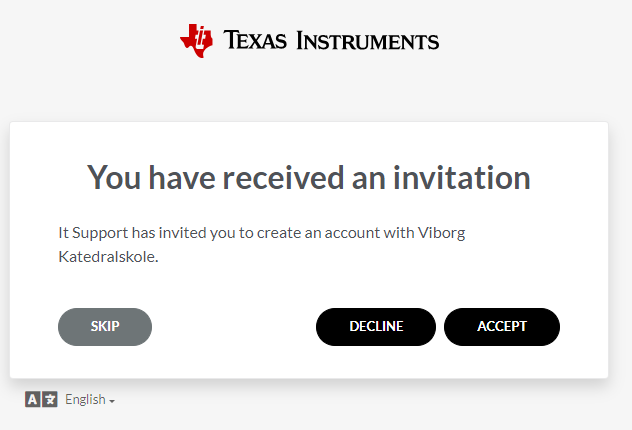 TEXAS INSTRUMENTS
You have received an invitation
It Support has invited you to create an account with Viborg
Katedralskole.
SKIP DECLINE ACCEPT
A English